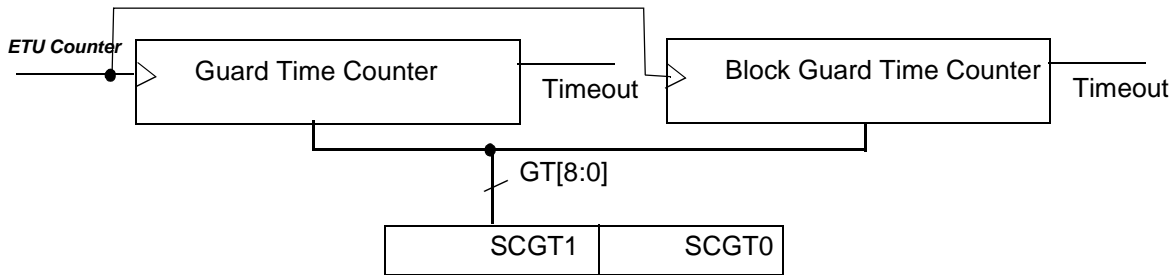 ETU Counter
Guard Time Counter
Timeout
Block Guard Time Counter
Timeout
GT[8:0]
SCGT1
SCGT0